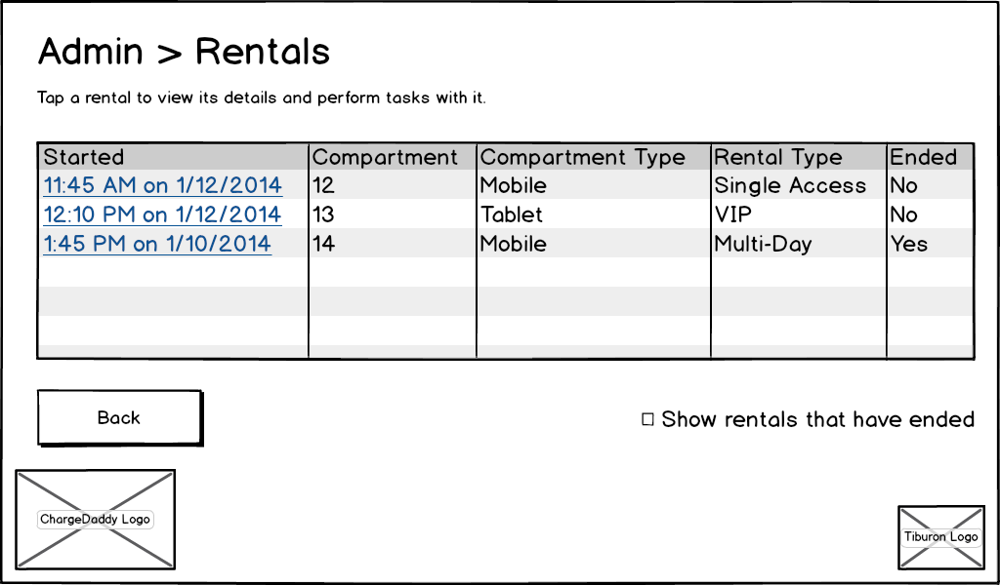 Admin > Rentals
Tap a rental to view its details and perform tasks with it.
Started Compartment Compartment Type Rental Type Ended
11:45 AM on 1/12/2014 12 Mobile Single Access No
12:10 PM on 1/12/2014 13 Tablet VIP No
1:45 PM on 1/10/2014 14 Mobile Multi-Day Yes
Back
Show rentals that have ended
ChargeDaddy Logo
Tiburon Logo